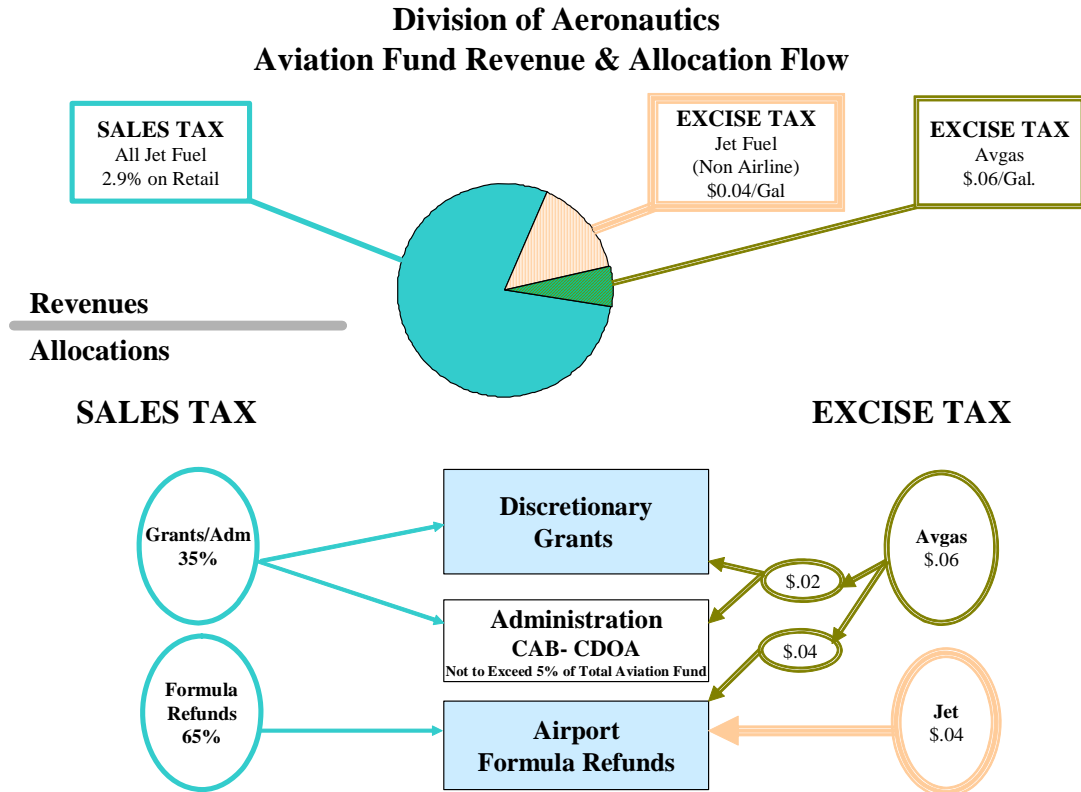 Division of Aeronautics
Aviation Fund Revenue & Allocation Flow
SALES TAX
All Jet Fuel
2.9% on Retail
EXCISE TAX
Jet Fuel
(Non Airline)
$0.04/Gal
EXCISE TAX
Avgas
$.06/Gal.
Revenues
Allocations
SALES TAX
EXCISE TAX
Grants/Adm
35%
Discretionary
Grants
Avgas
$.06
$.02
Administration
CAB- CDOA
Not to Exceed 5% of Total Aviation Fund
$.04
Formula
Refunds
65%
Airport
Formula Refunds
Jet
$.04